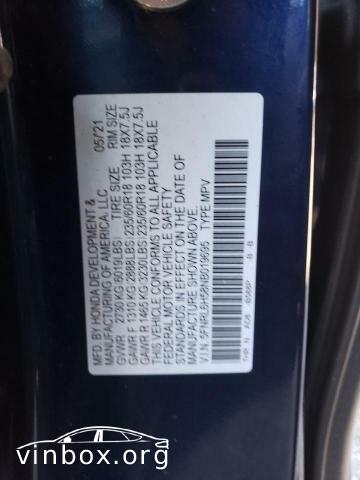 MFD. BY HONDA DEVELOPMENT & 05/21
MANUFACTURING OF AMERICA, LLC
GVWR 2730 KG (6019LBS) TIRE SIZE RIM SIZE
GAWR F 1310 KG (2888LBS) 235/60R18 103H 18X7.5J
GAWR R 1465 KG (3230LBS) 235/60R18 103H 18X7.5J
THIS VEHICLE CONFORMS TO ALL APPLICABLE
FEDERAL MOTOR VEHICLE SAFETY
STANDARDS IN EFFECT ON THE DATE OF
MANUFACTURE SHOWN ABOVE.
V.I.N. 5FNRL6H58NB019695 TYPE: MPV
THR N -B -B
vinbox.org